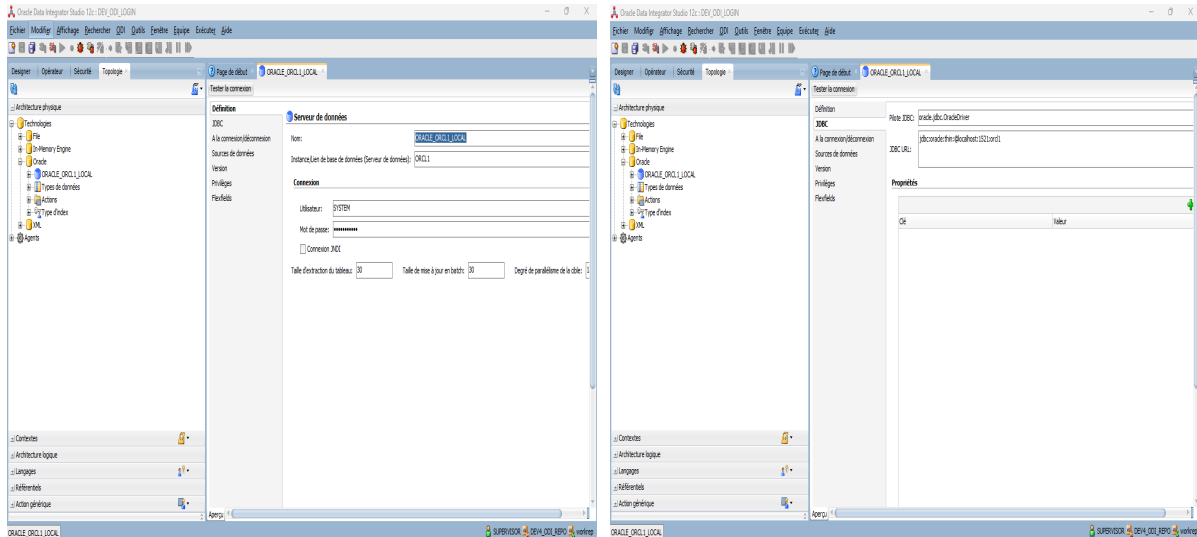 Oracle Data Integrator Studio 12c : DEV_ODI_LOGIN
Fichier Modifier Affichage Rechercher ODI Outils Fenêtre Equipe Exécuter Aide
Designer Opérateur Sécurité Topologie
Page de début ORACLE_ORCL1_LOCAL
Tester la connexion
Architecture physique
Technologies
File
In-Memory Engine
Oracle
ORACLE_ORCL1_LOCAL
Types de données
Actions
Type d'index
XML
Agents
Contextes
Architecture logique
Langages
Référentiels
Action générique
Définition
JDBC
A la connexion/déconnexion
Sources de données
Version
Privilèges
Flexfields
Serveur de données
Nom: ORACLE_ORCL1_LOCAL
Instance/Lien de base de données (Serveur de données): ORCL1
Connexion
Utilisateur: SYSTEM
Mot de passe: •••••••••••
Connexion JNDI
Taille d'extraction du tableau: 30 Taille de mise à jour en batch: 30 Degré de parallélisme de la cible: 1
Aperçu
ORACLE_ORCL1_LOCAL
SUPERVISOR DEV4_ODI_REPO workrep
Oracle Data Integrator Studio 12c : DEV_ODI_LOGIN
Fichier Modifier Affichage Rechercher ODI Outils Fenêtre Equipe Exécuter Aide
Designer Opérateur Sécurité Topologie
Page de début ORACLE_ORCL1_LOCAL
Tester la connexion
Architecture physique
Technologies
File
In-Memory Engine
Oracle
ORACLE_ORCL1_LOCAL
Types de données
Actions
Type d'index
XML
Agents
Contextes
Architecture logique
Langages
Référentiels
Action générique
Définition
JDBC
A la connexion/déconnexion
Sources de données
Version
Privilèges
Flexfields
Pilote JDBC: oracle.jdbc.OracleDriver
JDBC URL: jdbc:oracle:thin:@localhost:1521:orcl1
Propriétés
Clé Valeur
Aperçu
ORACLE_ORCL1_LOCAL
SUPERVISOR DEV4_ODI_REPO workrep